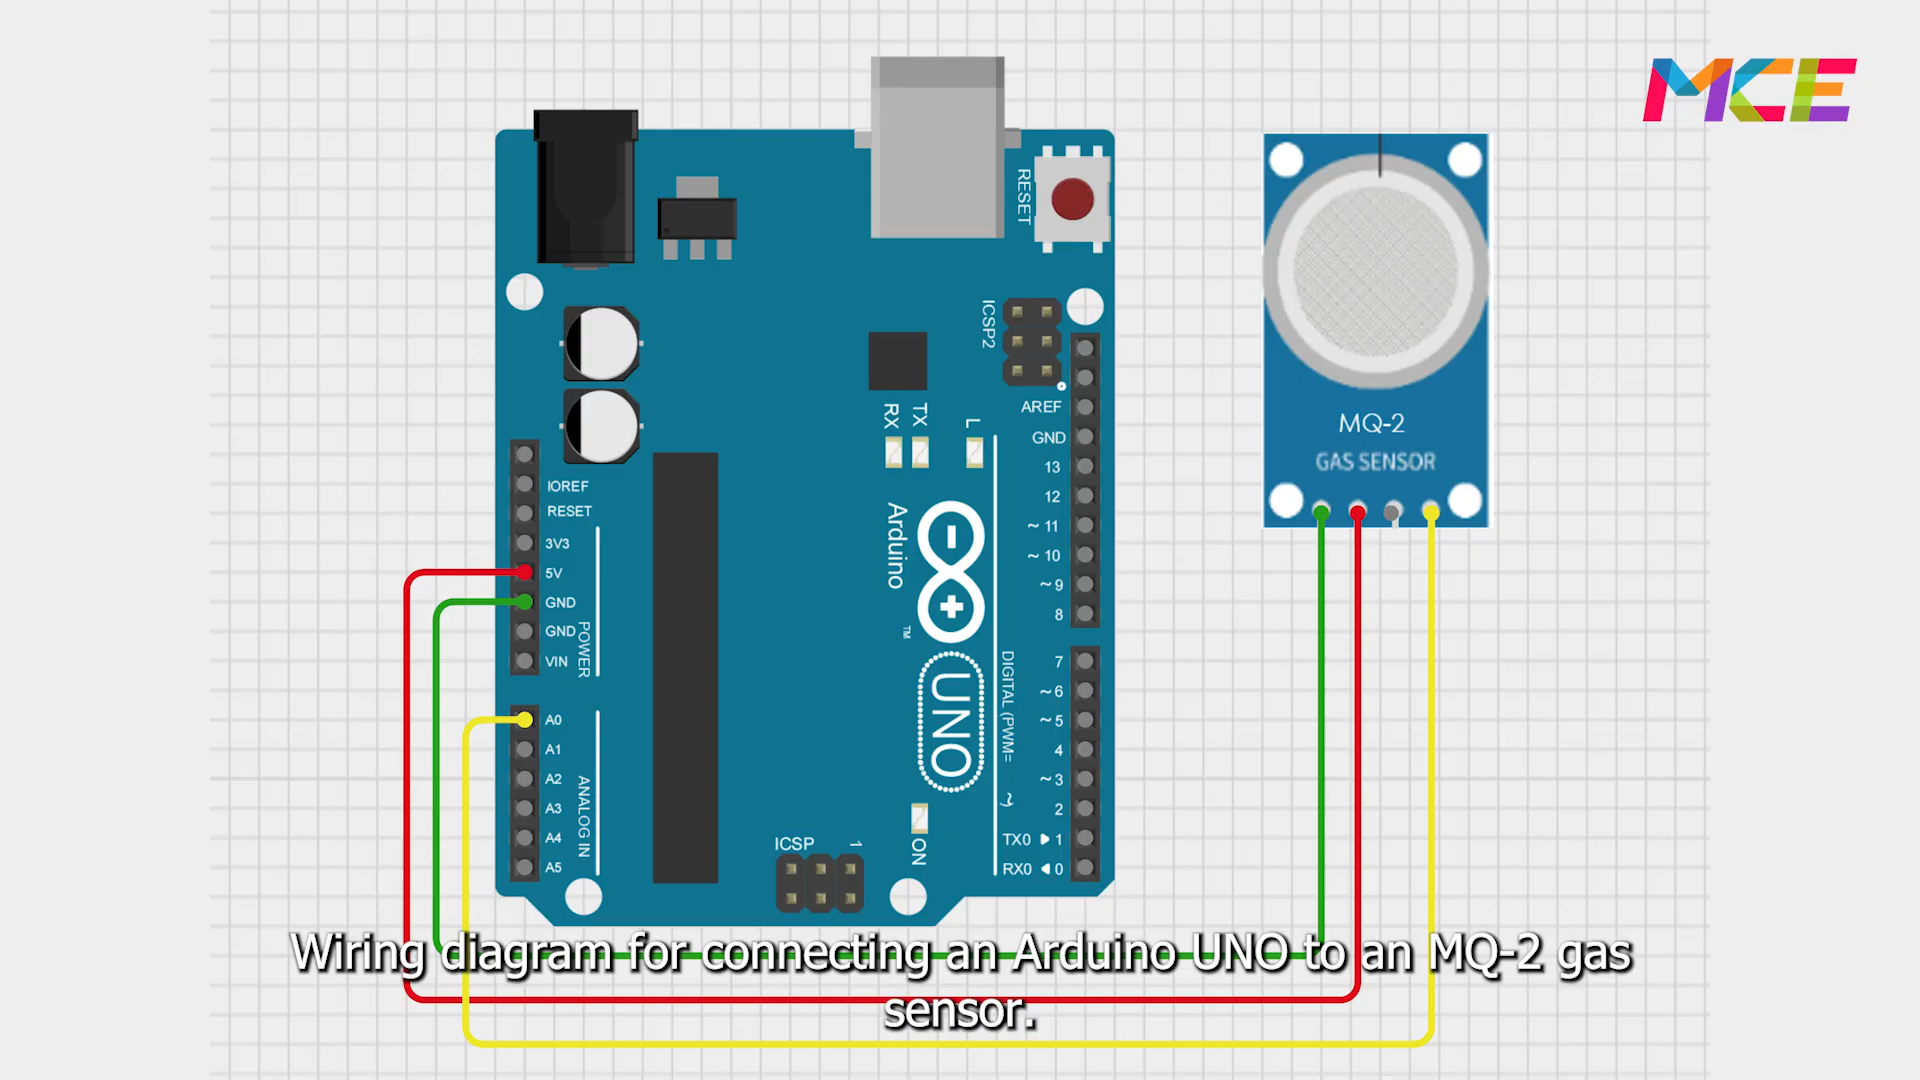 MCE
RESET
ICSP2
AREF
GND
13
12
~ 11
~ 10
~ 9
8
RX
TX
L
IOREF
RESET
3V3
5V
GND
GND
VIN
POWER
Arduino
TM
UNO
DIGITAL (PWM= ~)
7
~ 6
~ 5
4
~ 3
2
TX0 ▶ 1
RX0 ◀ 0
A0
A1
A2
A3
A4
A5
ANALOG IN
ICSP
1
ON
MQ-2
GAS SENSOR
Wiring diagram for connecting an Arduino UNO to an MQ-2 gas
sensor.